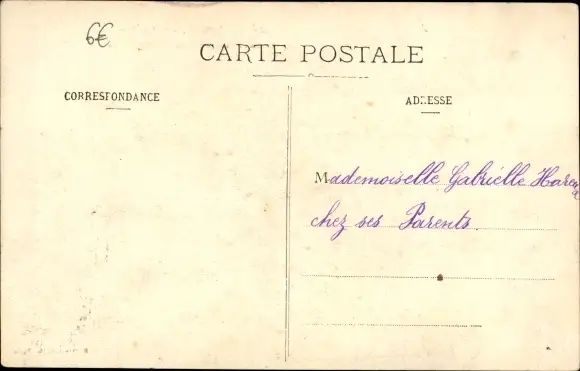 6€
CARTE POSTALE
CORRESPONDANCE
ADRESSE
Mademoiselle Gabrielle
chez ses Parents